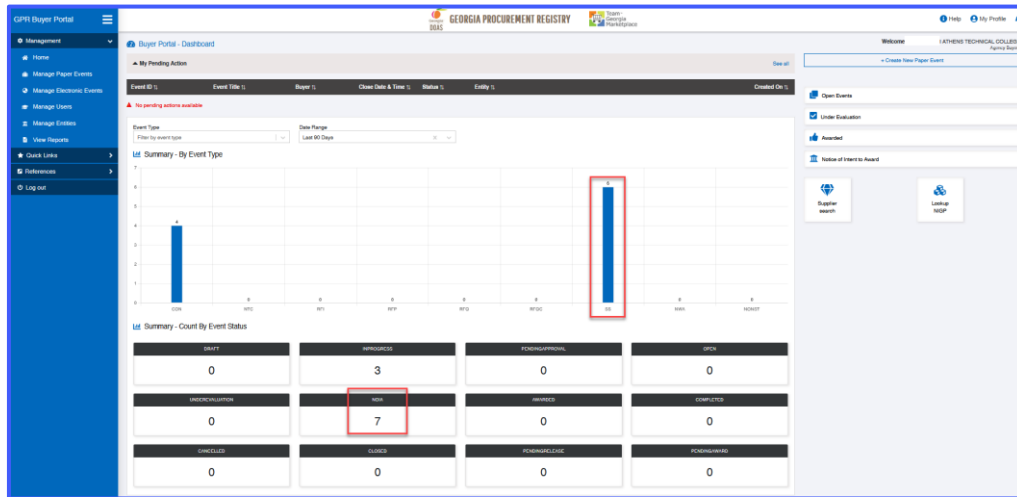 GPR Buyer Portal
DOAS
GEORGIA PROCUREMENT REGISTRY
Team Georgia Marketplace
Help
My Profile
Management
Home
Manage Paper Events
Manage Electronic Events
Manage Users
Manage Entities
View Reports
Quick Links
References
Log out
Buyer Portal - Dashboard
Welcome
ATHENS TECHNICAL COLLEG
Agency Buye
My Pending Action
See all
+ Create New Paper Event
Event ID
Event Title
Buyer
Close Date & Time
Status
Entity
Created On
No pending actions available
Open Events
Under Evaluation
Awarded
Notice of Intent to Award
Supplier search
Lookup NIGP
Event Type
Filter by event type
Date Range
Last 90 Days
Summary - By Event Type
7
6
5
4
3
2
1
0
4
0
0
0
0
0
6
0
0
CON
RFC
RFI
RFP
RFQ
RFQC
SS
Summary - Count By Event Status
DRAFT
INPROGRESS
PENDINGAPPROVAL
OPEN
0
3
0
0
UNDEREVALUATION
NOIA
AWARDED
COMPLETED
0
7
0
0
CANCELLED
CLOSED
PENDINGRELEASE
PENDINGAWARD
0
0
0
0